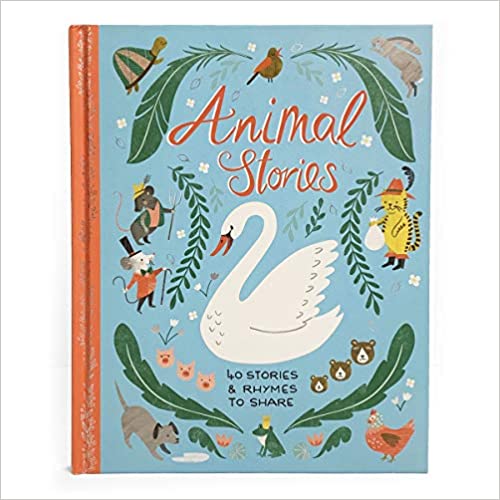 Animal
Stories
40 STORIES
& RHYMES
TO SHARE